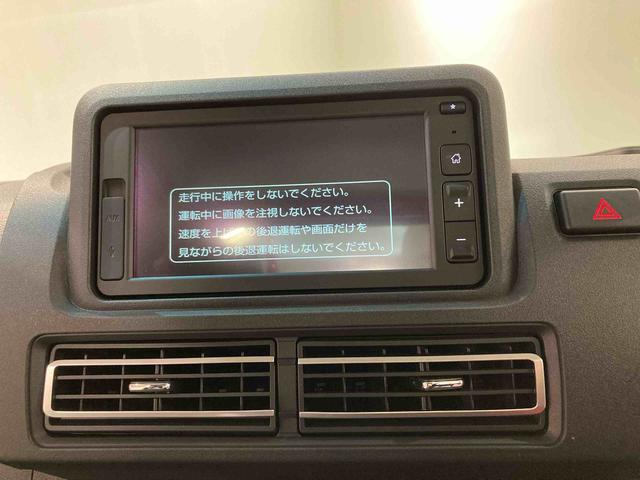 走行中に操作をしないでください。
運転中に画像を注視しないでください。
速度を上げての後退運転や画面だけを
見ながらの後退運転はしないでください。
AUX
+
−